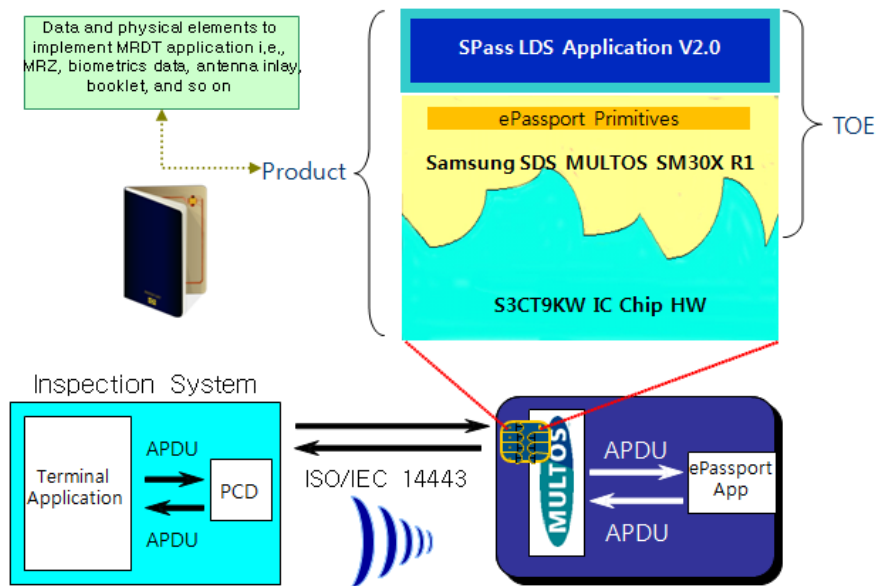 Data and physical elements to
implement MRDT application i,e.,
MRZ, biometrics data, antenna inlay,
booklet, and so on
Product
SPass LDS Application V2.0
ePassport Primitives
Samsung SDS MULTOS SM30X R1
TOE
S3CT9KW IC Chip HW
Inspection System
Terminal
Application
APDU
PCD
APDU
ISO/IEC 14443
MULTOS
APDU
ePassport
App
APDU